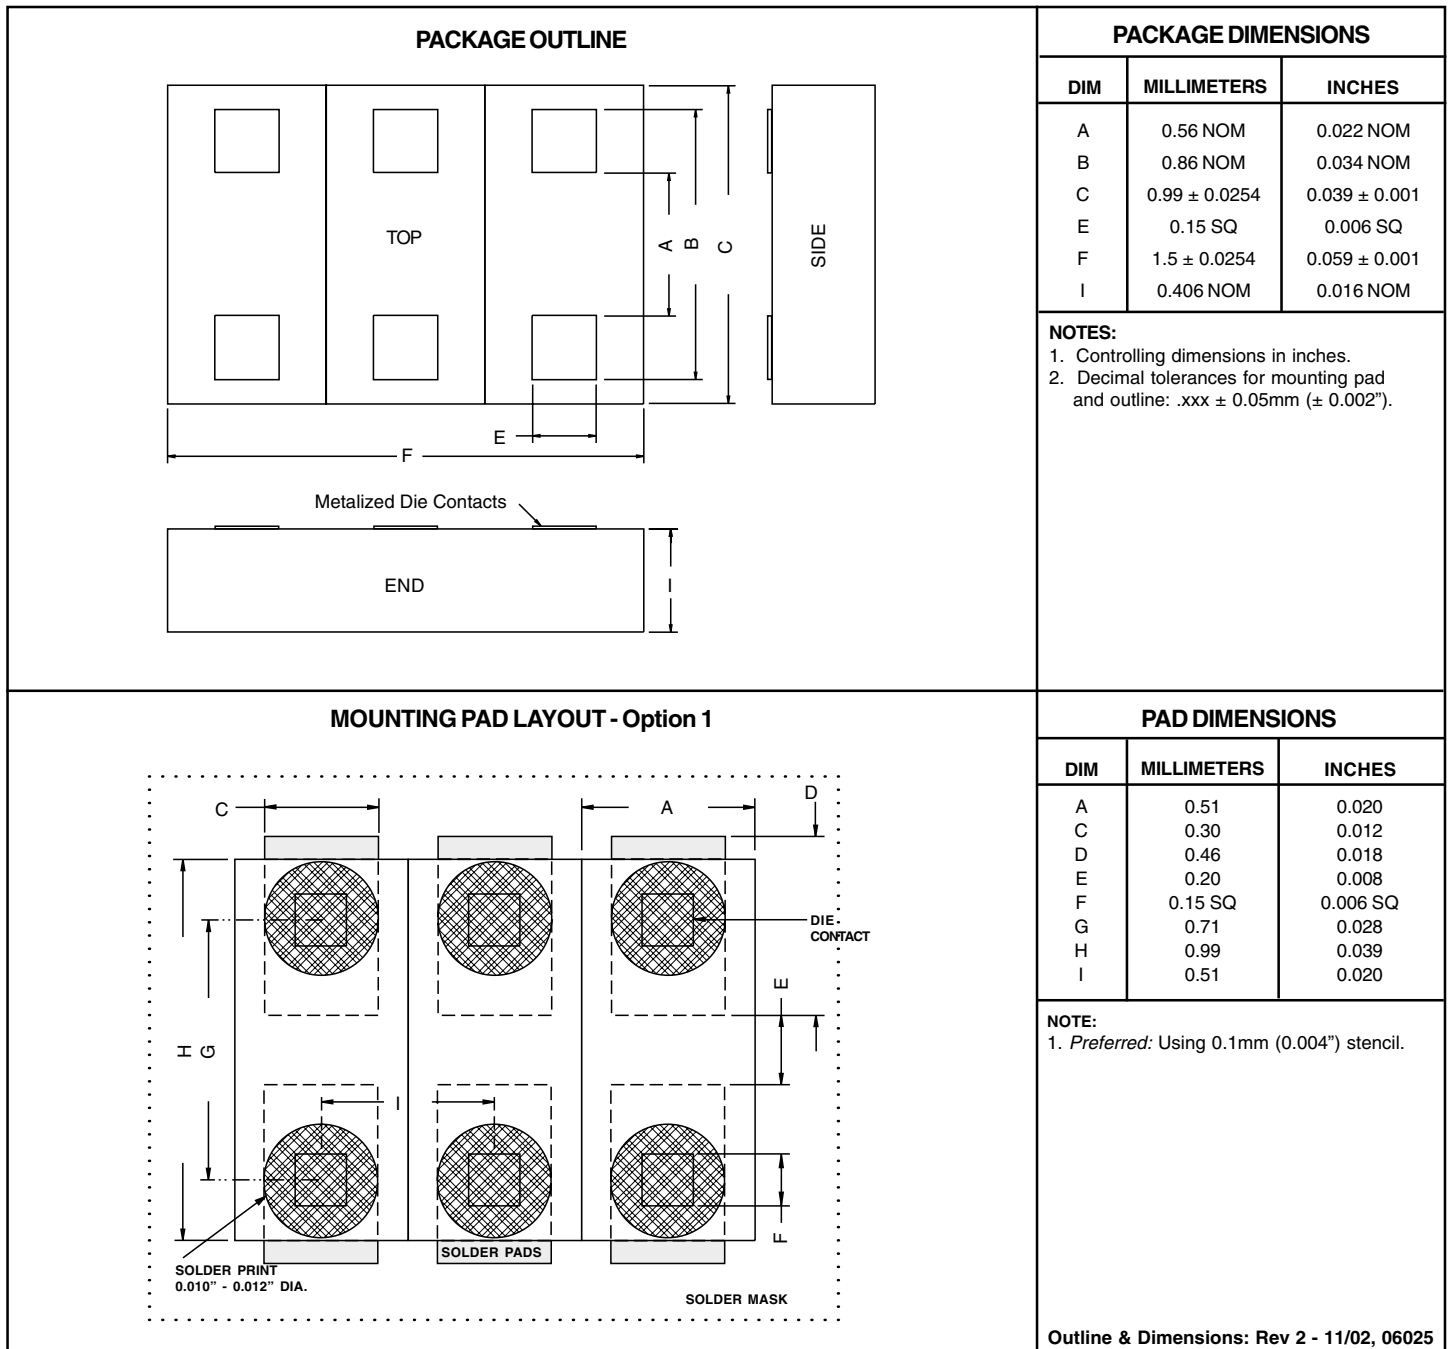 PACKAGE OUTLINE
TOP
A
B
C
SIDE
E
F
Metalized Die Contacts
END
I
PACKAGE DIMENSIONS
DIM MILLIMETERS INCHES
A 0.56 NOM 0.022 NOM
B 0.86 NOM 0.034 NOM
C 0.99 ± 0.0254 0.039 ± 0.001
E 0.15 SQ 0.006 SQ
F 1.5 ± 0.0254 0.059 ± 0.001
I 0.406 NOM 0.016 NOM
NOTES:
1. Controlling dimensions in inches.
2. Decimal tolerances for mounting pad
and outline: .xxx ± 0.05mm (± 0.002”).
MOUNTING PAD LAYOUT - Option 1
C
A
D
DIE
CONTACT
E
H
G
I
F
SOLDER PADS
SOLDER PRINT
0.010” - 0.012” DIA.
SOLDER MASK
PAD DIMENSIONS
DIM MILLIMETERS INCHES
A 0.51 0.020
C 0.30 0.012
D 0.46 0.018
E 0.20 0.008
F 0.15 SQ 0.006 SQ
G 0.71 0.028
H 0.99 0.039
I 0.51 0.020
NOTE:
1. Preferred: Using 0.1mm (0.004”) stencil.
Outline & Dimensions: Rev 2 - 11/02, 06025